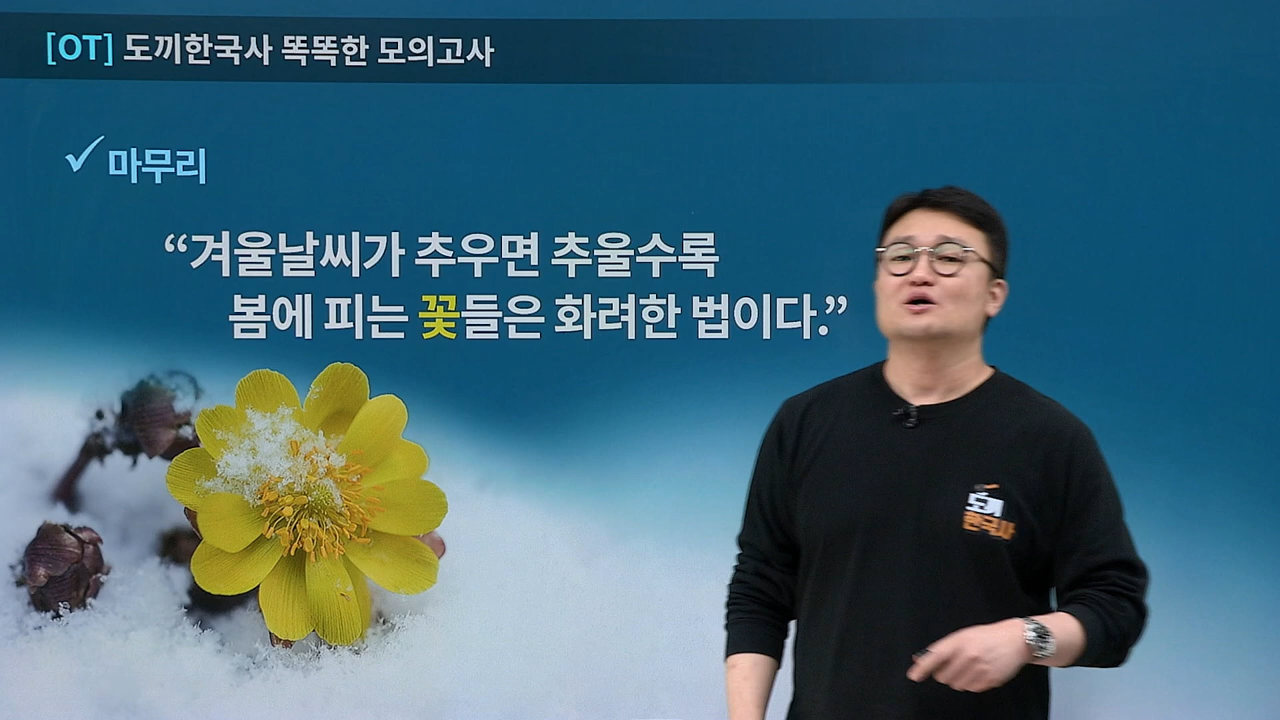 [OT] 도끼한국사 똑똑한 모의고사
마무리
“겨울날씨가 추우면 추울수록
봄에 피는 꽃들은 화려한 법이다.”
도끼
한국사